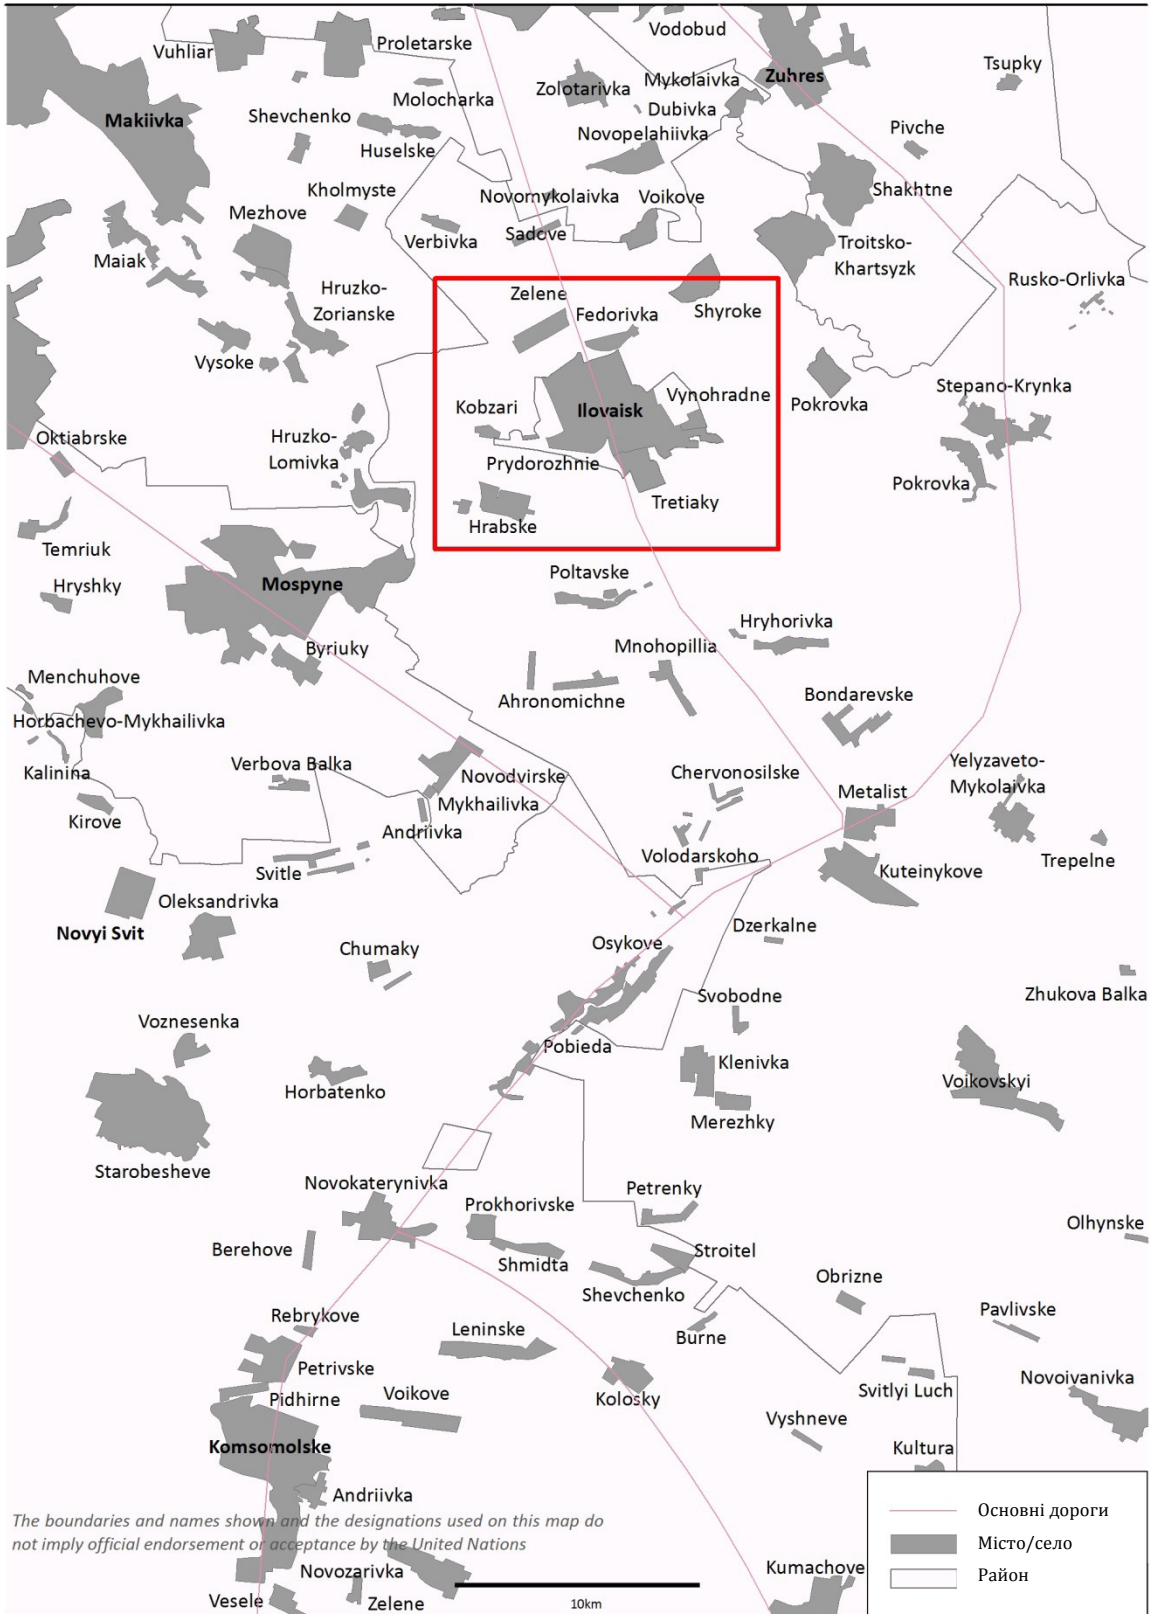 Vodobud
Proletarske
Vuhliar
Zuhres
Tsupky
Mykolaivka
Zolotarivka
Molocharka
Dubivka
Makiivka
Shevchenko
Pivche
Novopelahiivka
Huselske
Kholmyste
Shakhtne
Novomykolaivka
Voikove
Mezhove
Sadove
Verbivka
Maiak
Troitsko-
Khartsyzk
Rusko-Orlivka
Hruzko-
Zorianske
Zelene
Shyroke
Fedorivka
Vysoke
Stepano-Krynka
Vynohradne
Pokrovka
Kobzari
Ilovaisk
Oktiabrske
Hruzko-
Lomivka
Prydorozhnie
Pokrovka
Tretiaky
Hrabske
Temriuk
Poltavske
Hryshky
Mospyne
Hryhorivka
Byriuky
Mnohopillia
Menchuhove
Ahronomichne
Bondarevske
Horbachevo-Mykhailivka
Yelyzaveto-
Mykolaivka
Kalinina
Verbova Balka
Novodvirske
Chervonosilske
Metalist
Mykhailivka
Kirove
Andriivka
Volodarskoho
Trepelne
Svitle
Kuteinykove
Oleksandrivka
Novyi Svit
Dzerkalne
Chumaky
Osykove
Svobodne
Zhukova Balka
Voznesenka
Pobieda
Klenivka
Voikovskyi
Horbatenko
Merezhky
Starobesheve
Novokaterynivka
Petrenky
Prokhorivske
Olhynske
Berehove
Shmidta
Stroitel
Obrizne
Shevchenko
Rebrykove
Pavlivske
Leninske
Burne
Petrivske
Novoivanivka
Pidhirne
Voikove
Kolosky
Svitlyi Luch
Vyshneve
Komsomolske
Kultura
Andriivka
The boundaries and names shown and the designations used on this map do
not imply official endorsement or acceptance by the United Nations
Novozarivka
Kumachove
Vesele
Zelene
10km
Основні дороги
Місто/село
Район